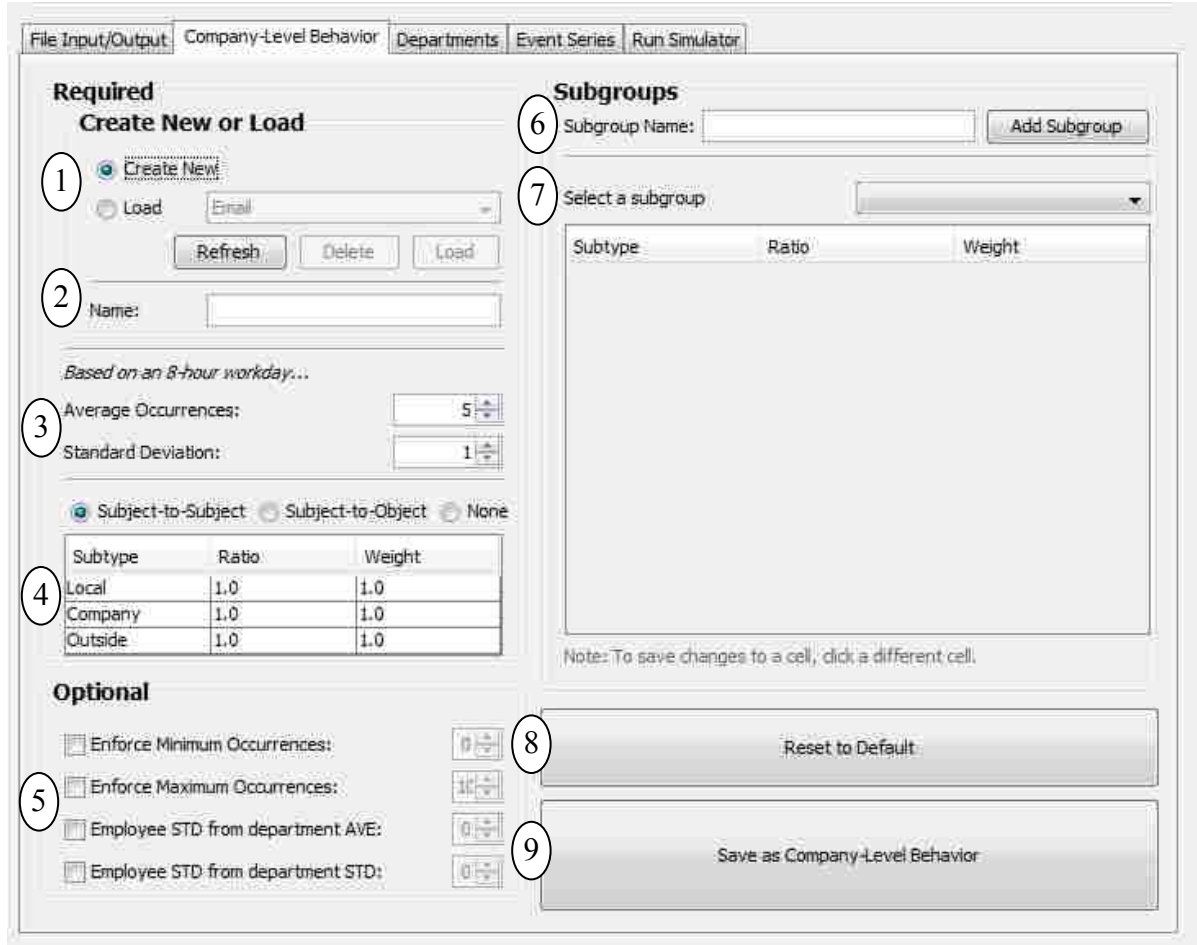 File Input/Output Company-Level Behavior Departments Event Series Run Simulator
Required
Create New or Load
1
Create New
Load Email
Refresh Delete Load
2
Name:
Based on an 8-hour workday...
3
Average Occurrences: 5
Standard Deviation: 1
Subject-to-Subject Subject-to-Object None
4
Subtype Ratio Weight
Local 1.0 1.0
Company 1.0 1.0
Outside 1.0 1.0
Optional
5
Enforce Minimum Occurrences: 0
Enforce Maximum Occurrences: 10
Employee STD from department AVE: 0
Employee STD from department STD: 0
Subgroups
6
Subgroup Name: Add Subgroup
7
Select a subgroup
Subtype Ratio Weight
Note: To save changes to a cell, click a different cell.
8
Reset to Default
9
Save as Company-Level Behavior